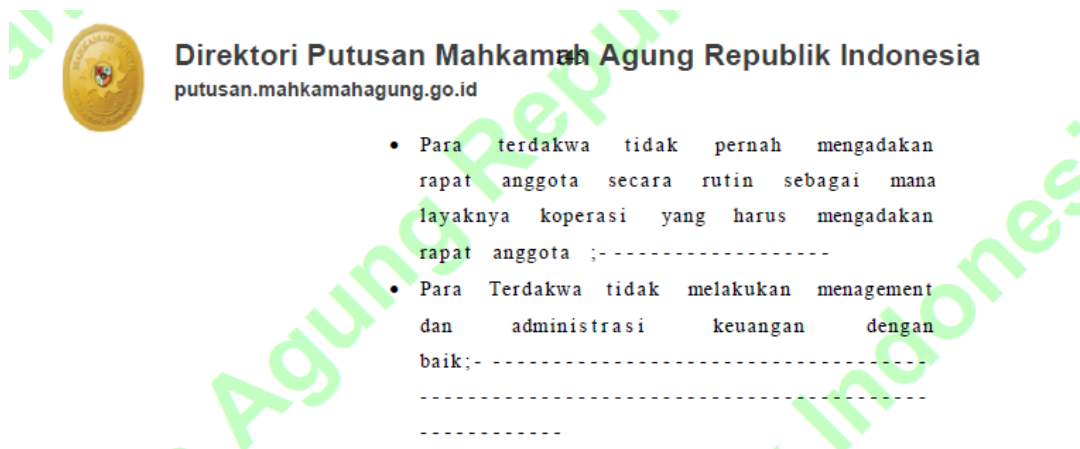 Direktori Putusan Mahkamah Agung Republik Indonesia
putusan.mahkamahagung.go.id
• Para terdakwa tidak pernah mengadakan
rapat anggota secara rutin sebagai mana
layaknya koperasi yang harus mengadakan
rapat anggota ;- - - - - - - - - - - - - - - - - - -
• Para Terdakwa tidak melakukan menagement
dan administrasi keuangan dengan
baik;- - - - - - - - - - - - - - - - - - - - - - - - - - - - - - - - - - - - -
- - - - - - - - - - - - - - - - - - - - - - - - - - - - - - - - - - - - - - - - - -
- - - - - - - - - - - -